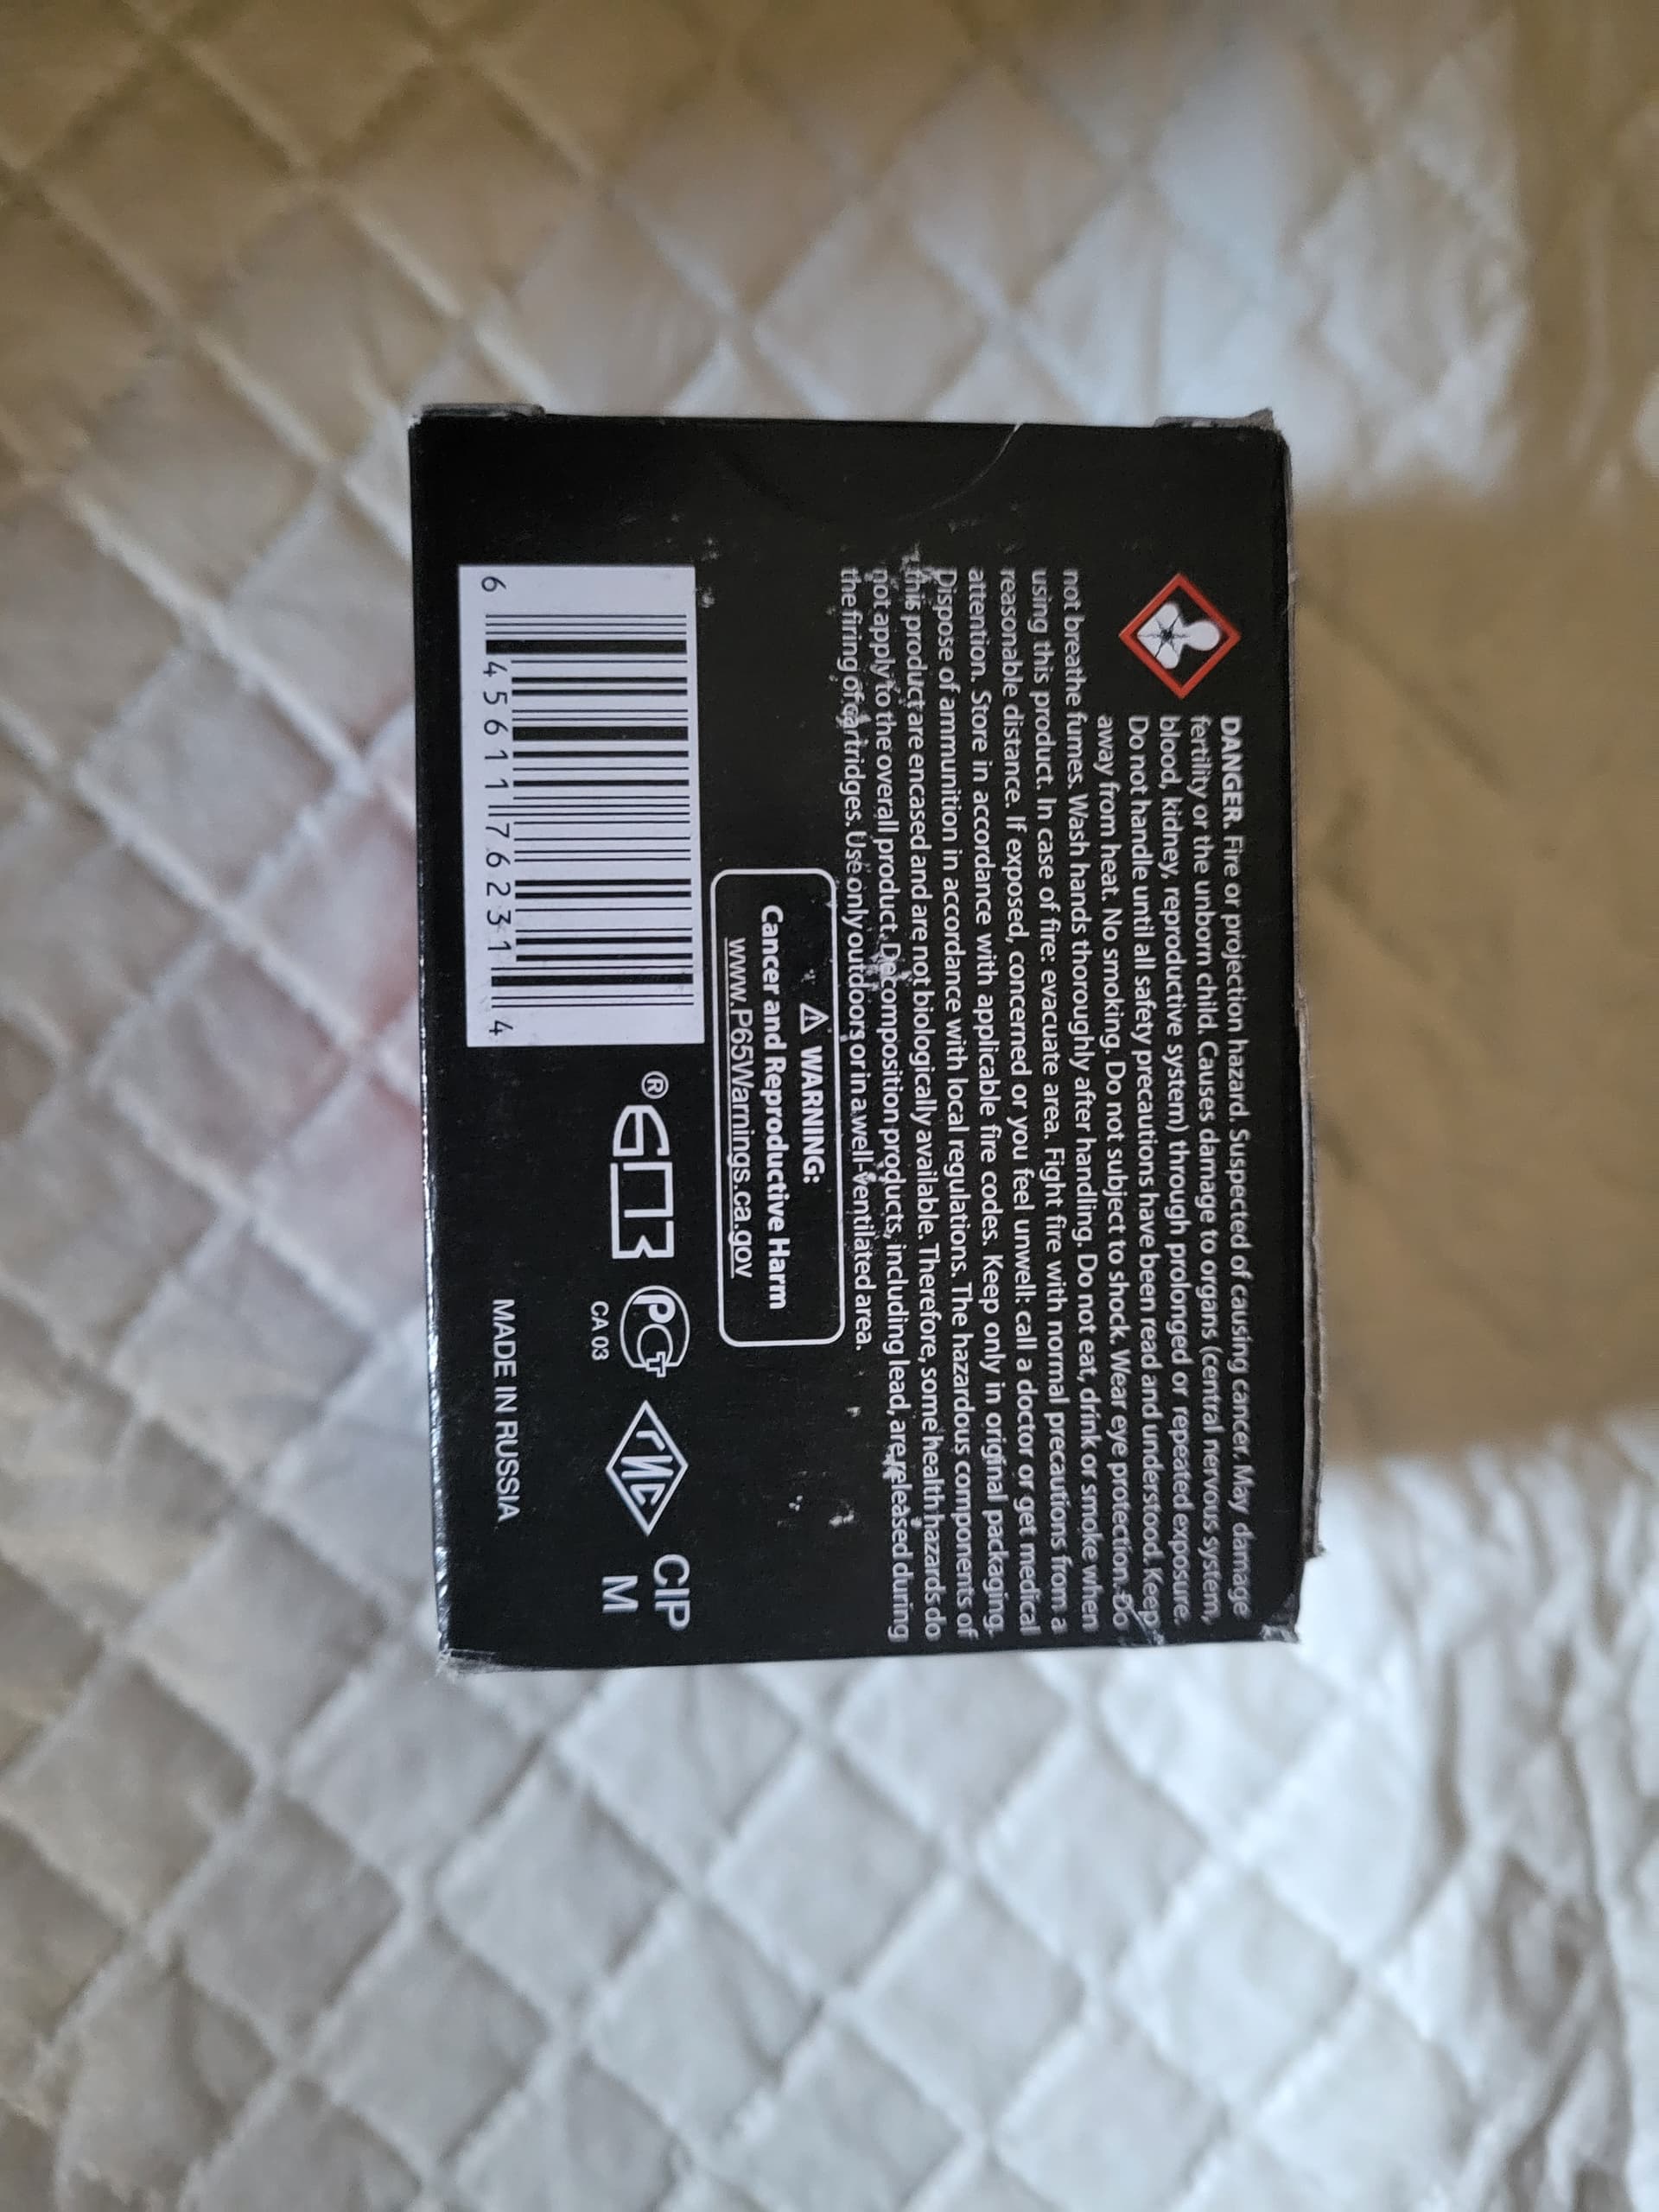 DANGER. Fire or projection hazard. Suspected of causing cancer. May damage
fertility or the unborn child. Causes damage to organs (central nervous system,
blood, kidney, reproductive system) through prolonged or repeated exposure.
Do not handle until all safety precautions have been read and understood. Keep
away from heat. No smoking. Do not subject to shock. Wear eye protection. Do
not breathe fumes. Wash hands thoroughly after handling. Do not eat, drink or smoke when
using this product. In case of fire: evacuate area. Fight fire with normal precautions from a
reasonable distance. If exposed, concerned or you feel unwell: call a doctor or get medical
attention. Store in accordance with applicable fire codes. Keep only in original packaging.
Dispose of ammunition in accordance with local regulations. The hazardous components of
this product are encased and are not biologically available. Therefore, some health hazards do
not apply to the overall product. Decomposition products, including lead, are released during
the firing of cartridges. Use only outdoors or in a well-ventilated area.
⚠ WARNING:
Cancer and Reproductive Harm
www.P65Warnings.ca.gov
6 45611 76231 4
® СПЗ
РСТ
CA 03
ГИС
CIP
M
MADE IN RUSSIA